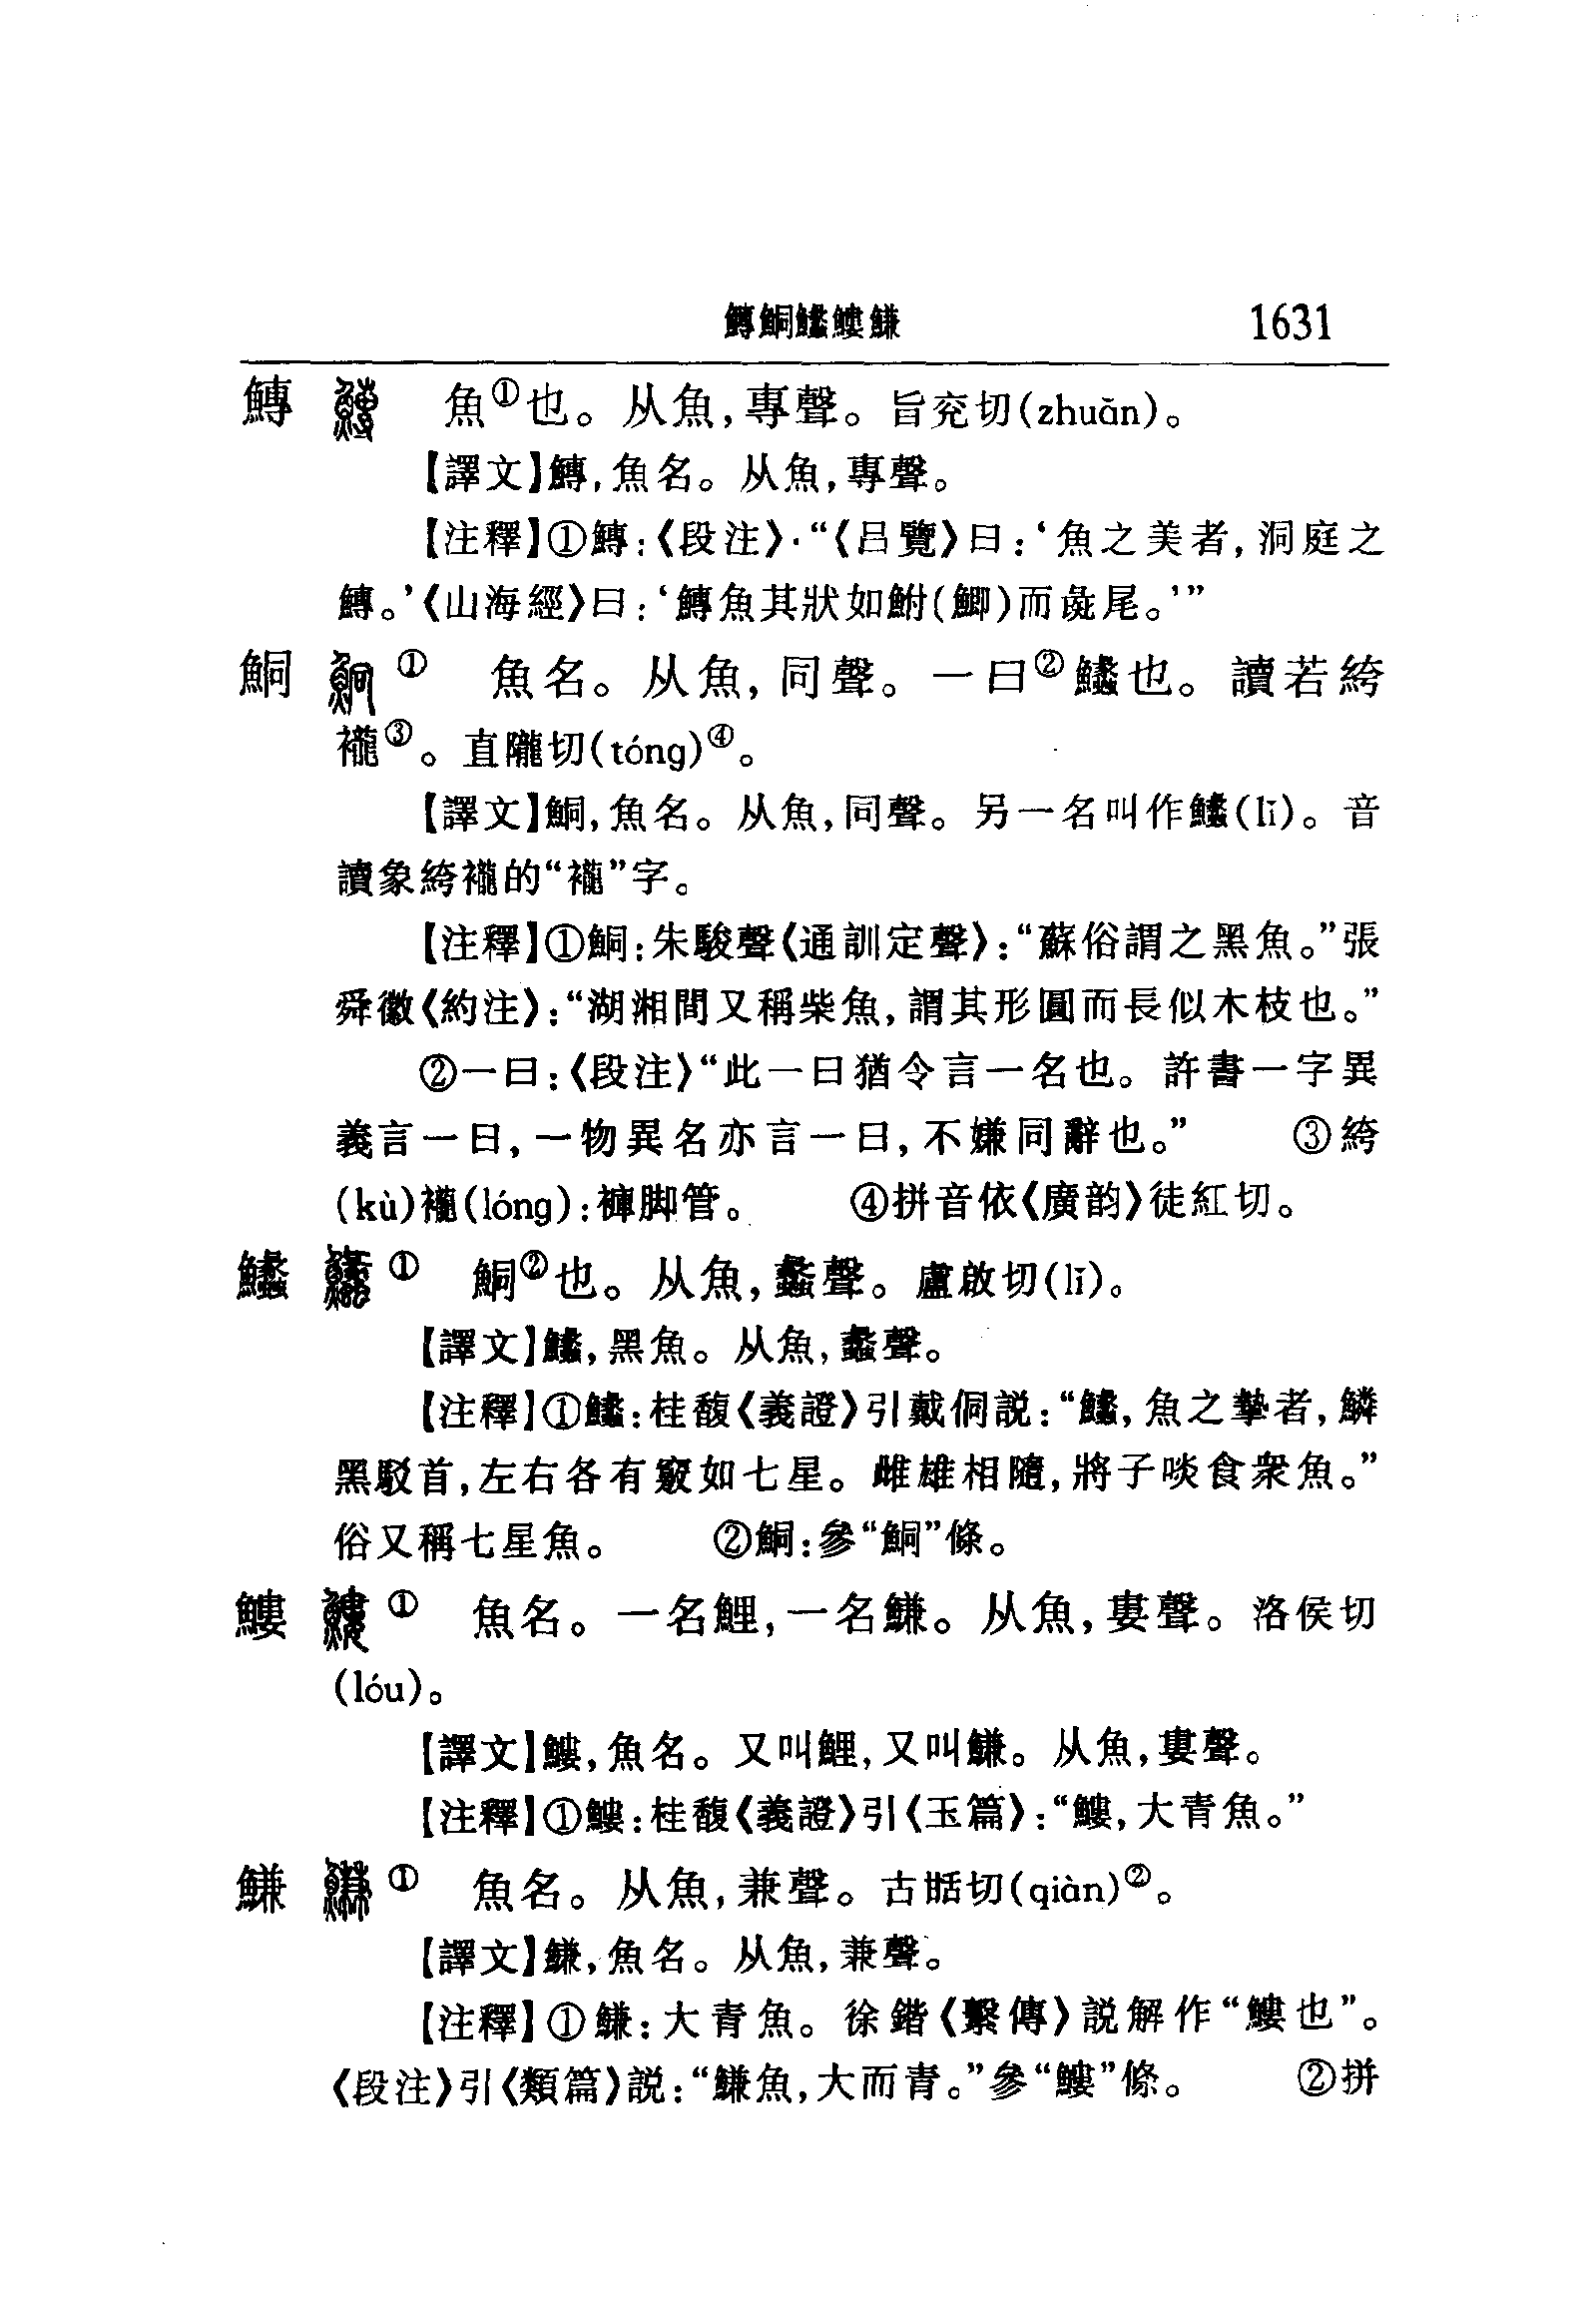 鱄鮦鱺鏤鰜 1631
鱄 魚①也。从魚,專聲。旨兖切(zhuǎn)。
【譯文】鱄,魚名。从魚,專聲。
【注釋】①鱄:《段注》·“《吕覽》曰:‘魚之美者,洞庭之
鱄。’《山海經》曰:‘鱄魚其狀如鮒(鯽)而彘尾。’”
鮦 ① 魚名。从魚,同聲。一曰②鱶也。讀若絝
襱③。直隴切(tóng)④。
【譯文】鮦,魚名。从魚,同聲。另一名叫作(lǐ)。音
讀象絝襱的“襱”字。
【注釋】①鮦:朱駿聲《通訓定聲》:“蘇俗謂之黑魚。”張
舜徽《約注》:“湖湘間又稱柴魚,謂其形圓而長似木枝也。”
②一曰:《段注》“此一曰猶令言一名也。許書一字異
義言一曰,一物異名亦言一曰,不嫌同辭也。” ③絝
(kù)襱(lóng):褲脚管。 ④拼音依《廣韵》徒紅切。
① 鮦②也。从魚,蠡聲。盧啟切(lǐ)。
【譯文】,黑魚。从魚,蠡聲。
【注釋】①:桂馥《義證》引戴侗説:“,魚之摯者,鱗
黑駁首,左右各有竅如七星。雌雄相隨,將子啖食衆魚。”
俗又稱七星魚。 ②鮦:參“鮦”條。
鱸 ① 魚名。一名鯉,一名鰜。从魚,婁聲。洛侯切
(lóu)。
【譯文】鰻,魚名。又叫鯉,又叫鰜。从魚,婁聲。
【注釋】①:桂馥《義證》引《玉篇》:“,大青魚。”
鰜 ① 魚名。从魚,兼聲。古甛切(qiàn)②。
【譯文】鰜,魚名。从魚,兼聲。
【注釋】①鰜:大青魚。徐鍇《繫傳》説解作“也”。
《段注》引《類篇》説:“鰜魚,大而青。”參“”條。 ②拼